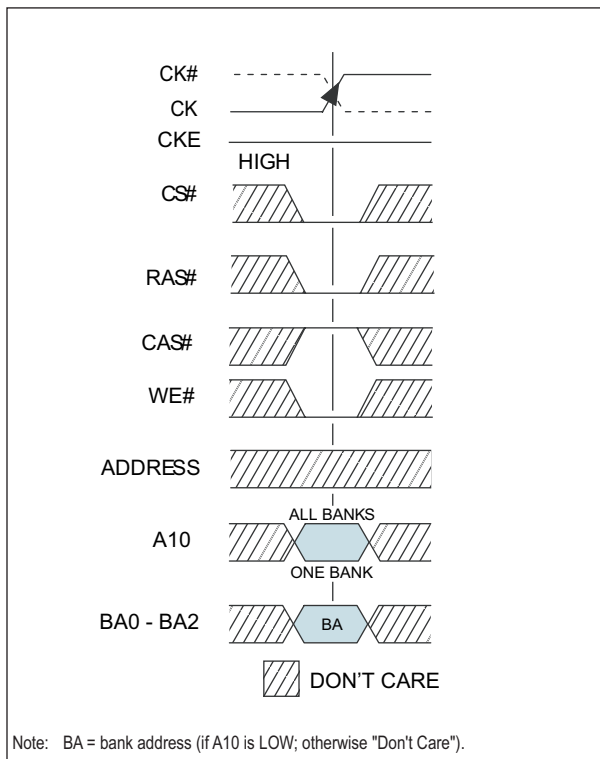 CK#
CK
CKE
HIGH
CS#
RAS#
CAS#
WE#
ADDRESS
ALL BANKS
A10
ONE BANK
BA0 - BA2
BA
DON'T CARE
Note: BA = bank address (if A10 is LOW; otherwise "Don't Care").